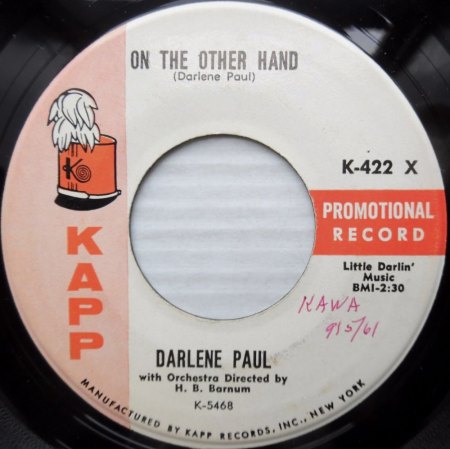 ON THE OTHER HAND
(Darlene Paul)
K
K-422 X
PROMOTIONAL
RECORD
Little Darlin'
Music
BMI-2:30
KAWA
9/5/61
KAPP
DARLENE PAUL
with Orchestra Directed by
H. B. Barnum
K-5468
MANUFACTURED BY KAPP RECORDS, INC., NEW YORK